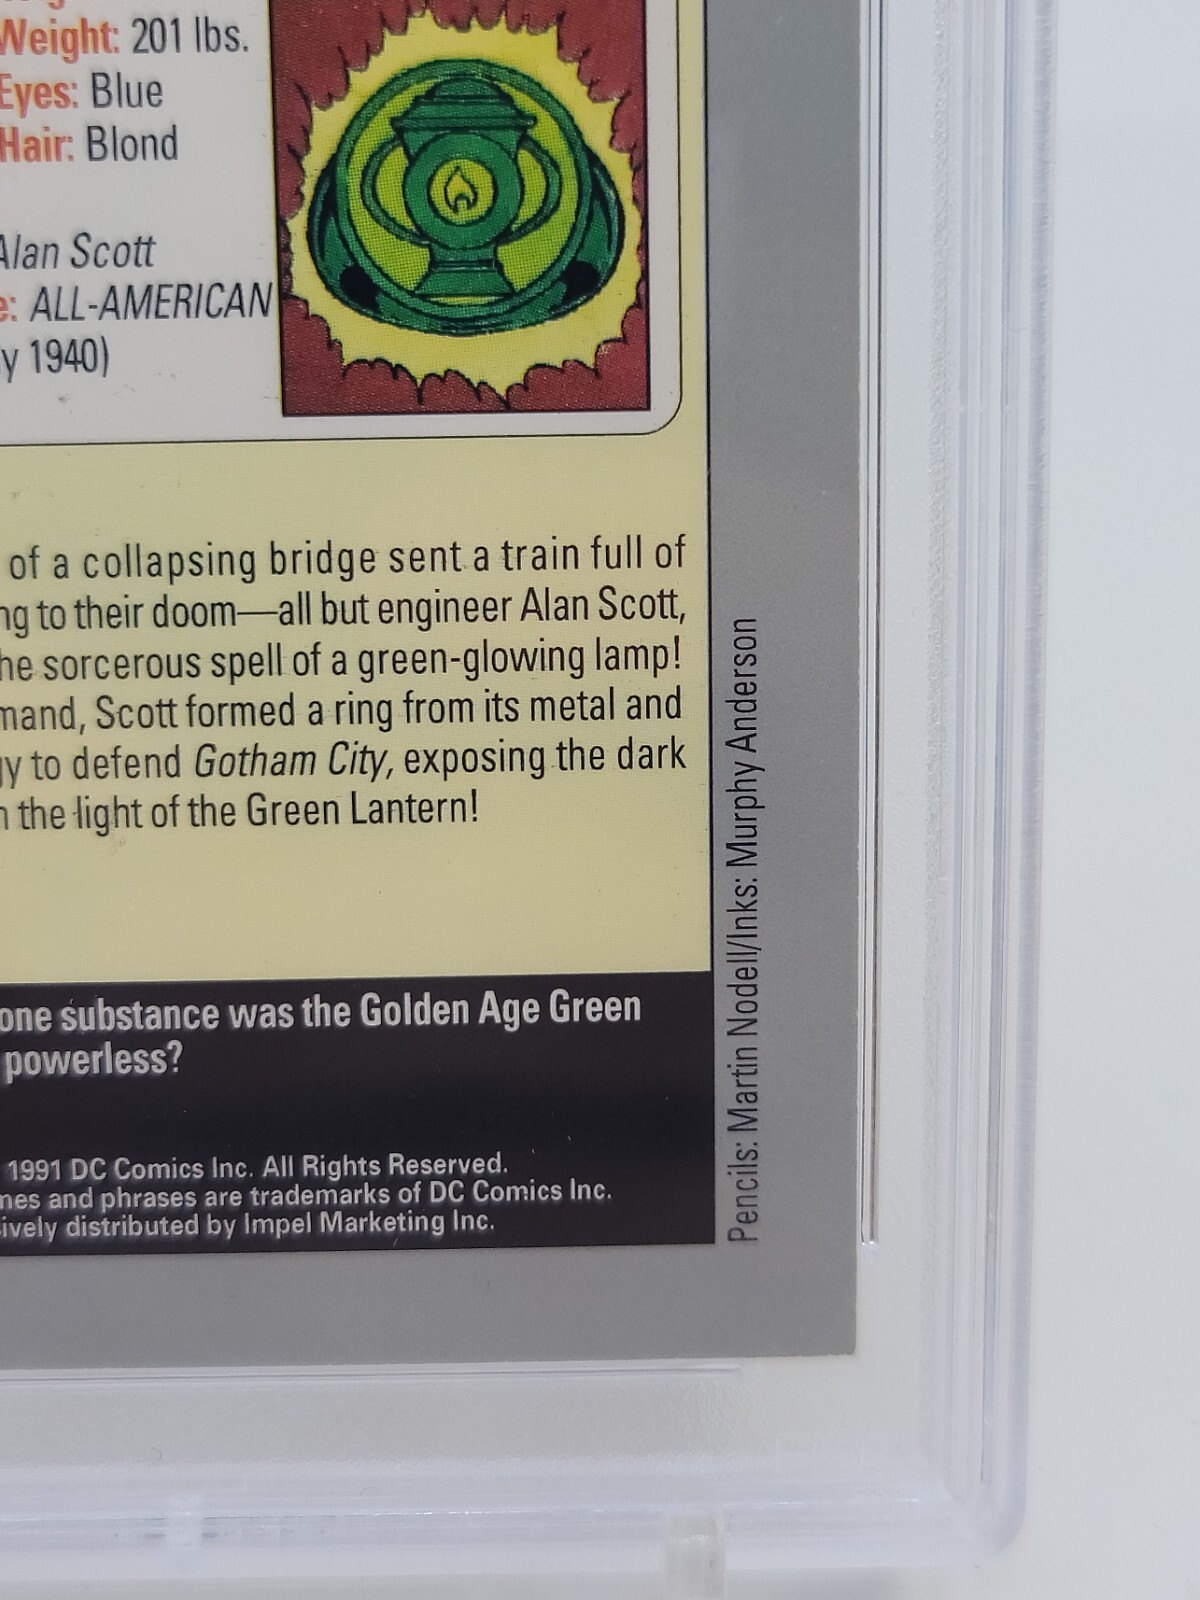 Weight: 201 lbs.
Eyes: Blue
Hair: Blond
Alan Scott
e: ALL-AMERICAN
y 1940)
of a collapsing bridge sent a train full of
ng to their doom—all but engineer Alan Scott,
he sorcerous spell of a green-glowing lamp!
mand, Scott formed a ring from its metal and
gy to defend Gotham City, exposing the dark
n the light of the Green Lantern!
one substance was the Golden Age Green
powerless?
1991 DC Comics Inc. All Rights Reserved.
mes and phrases are trademarks of DC Comics Inc.
sively distributed by Impel Marketing Inc.
Pencils: Martin Nodell/Inks: Murphy Anderson